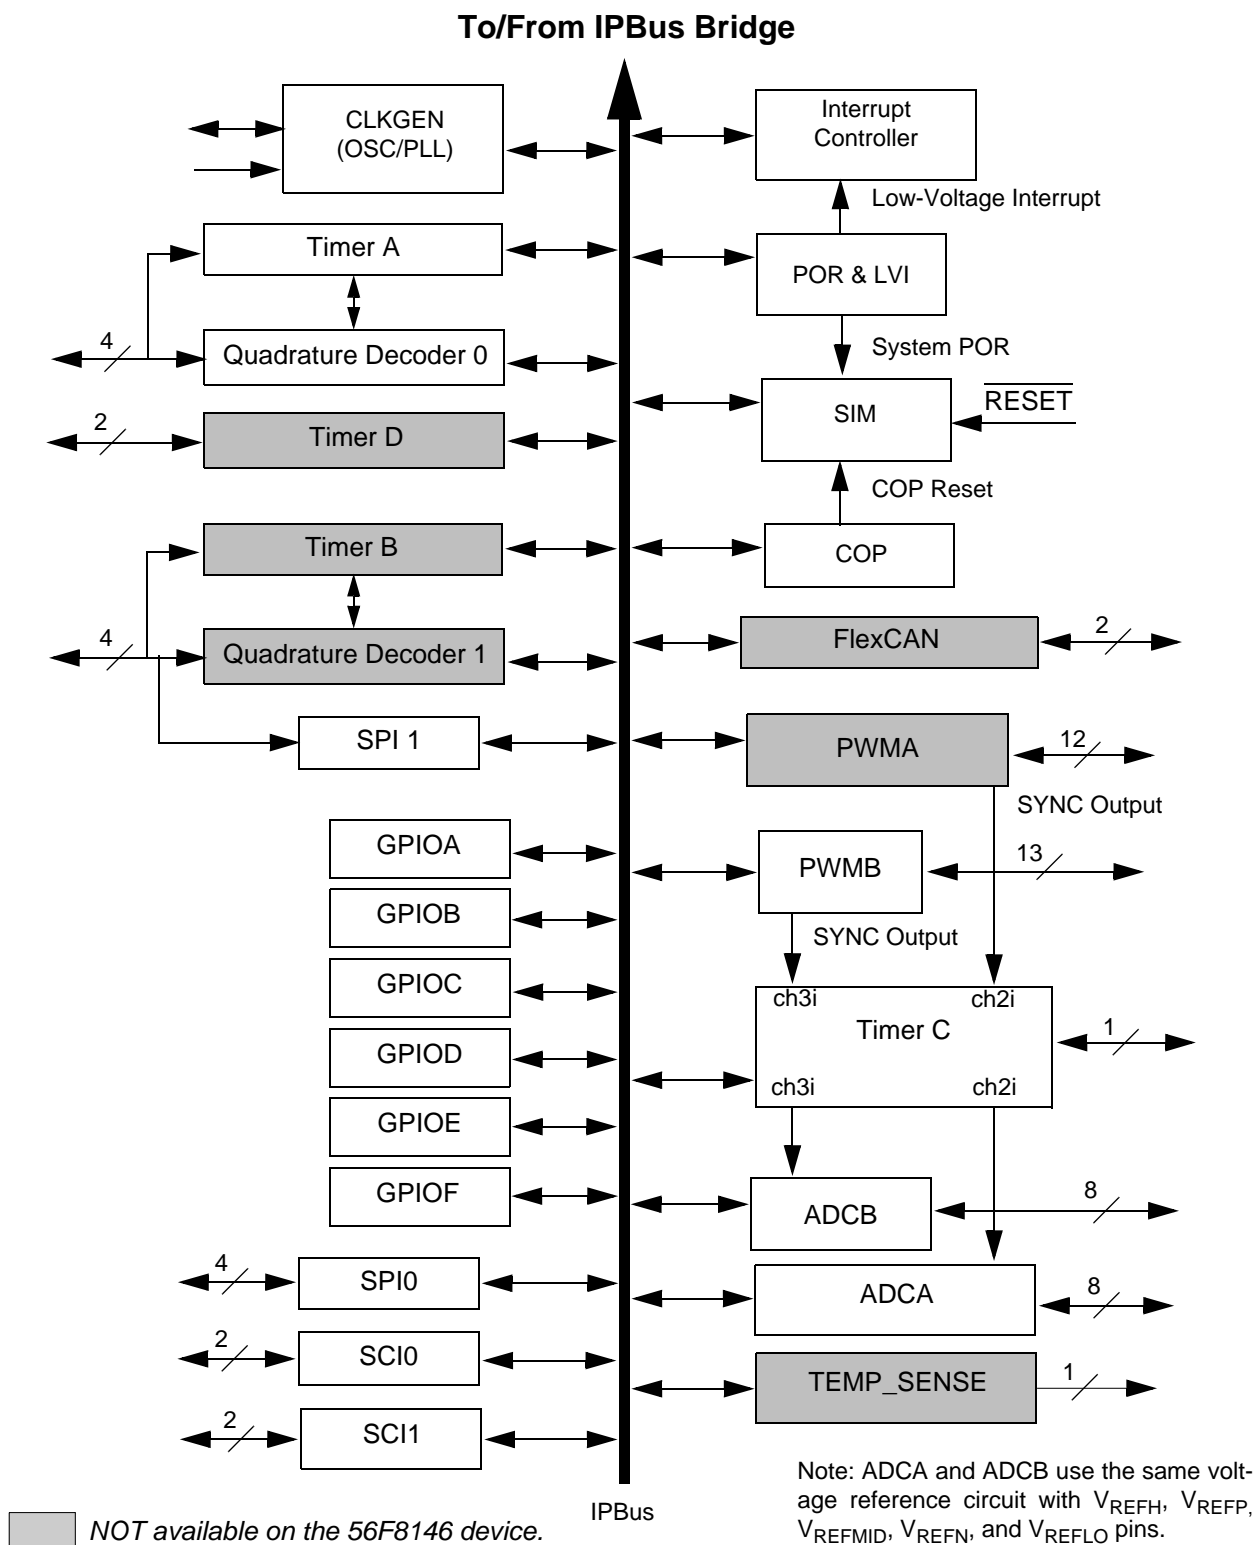 To/From IPBus Bridge
CLKGEN
(OSC/PLL)
Interrupt
Controller
Low-Voltage Interrupt
Timer A
POR & LVI
4
Quadrature Decoder 0
System POR
2
Timer D
SIM
RESET
COP Reset
Timer B
COP
4
Quadrature Decoder 1
FlexCAN
2
SPI 1
PWMA
12
SYNC Output
GPIOA
PWMB
13
GPIOB
SYNC Output
GPIOC
ch3i
ch2i
Timer C
1
GPIOD
ch3i
ch2i
GPIOE
GPIOF
ADCB
8
4
SPI0
ADCA
8
2
SCI0
TEMP_SENSE
1
2
SCI1
Note: ADCA and ADCB use the same volt-
age reference circuit with VREFH, VREFP,
VREFMID, VREFN, and VREFLO pins.
IPBus
NOT available on the 56F8146 device.